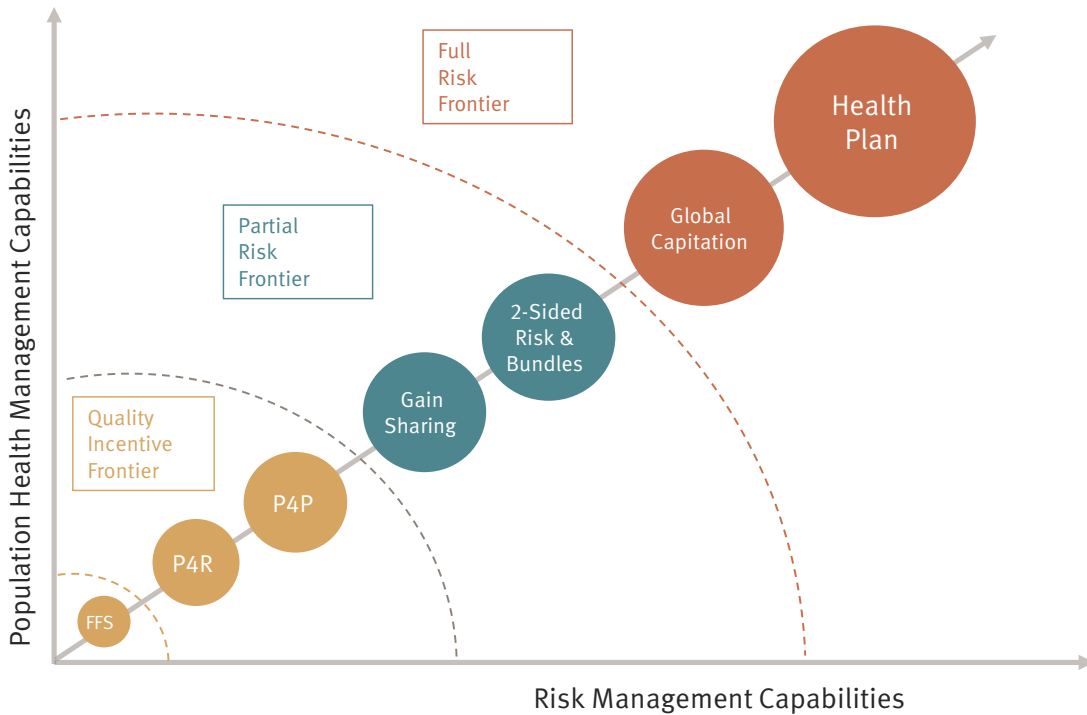 Population Health Management Capabilities
Full
Risk
Frontier
Health
Plan
Partial
Risk
Frontier
Global
Capitation
2-Sided
Risk &
Bundles
Gain
Sharing
Quality
Incentive
Frontier
P4P
P4R
FFS
Risk Management Capabilities